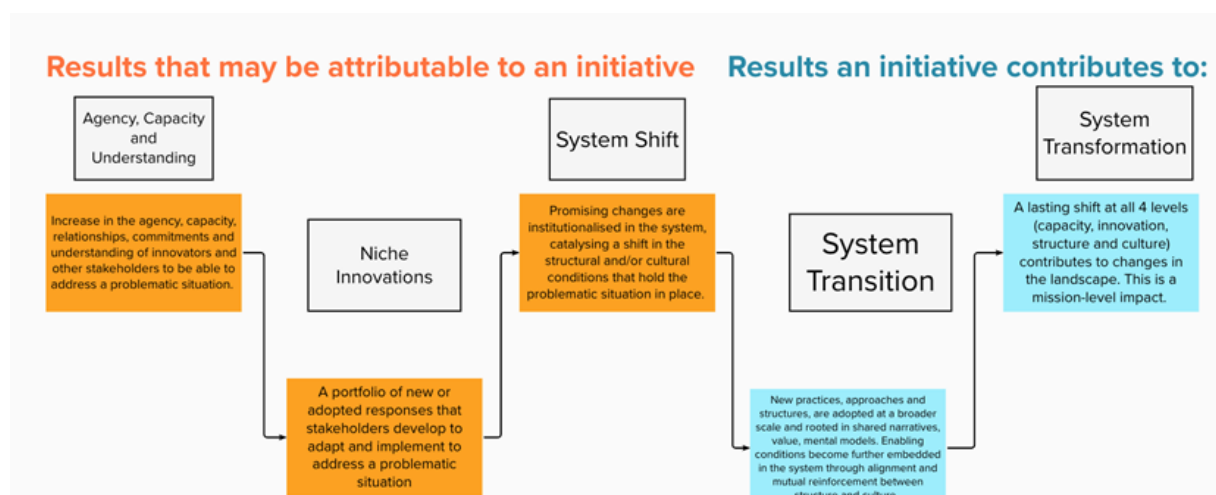 Results that may be attributable to an initiative
Results an initiative contributes to:
Agency, Capacity
and
Understanding
Increase in the agency, capacity,
relationships, commitments and
understanding of innovators and
other stakeholders to be able to
address a problematic situation.
Niche
Innovations
A portfolio of new or
adopted responses that
stakeholders develop to
adapt and implement to
address a problematic
situation
System Shift
Promising changes are
institutionalised in the system,
catalysing a shift in the
structural and/or cultural
conditions that hold the
problematic situation in place.
System
Transition
New practices, approaches and
structures, are adopted at a broader
scale and rooted in shared narratives,
value, mental models. Enabling
conditions become further embedded
in the system through alignment and
mutual reinforcement between
structure and culture
System
Transformation
A lasting shift at all 4 levels
(capacity, innovation,
structure and culture)
contributes to changes in
the landscape. This is a
mission-level impact.